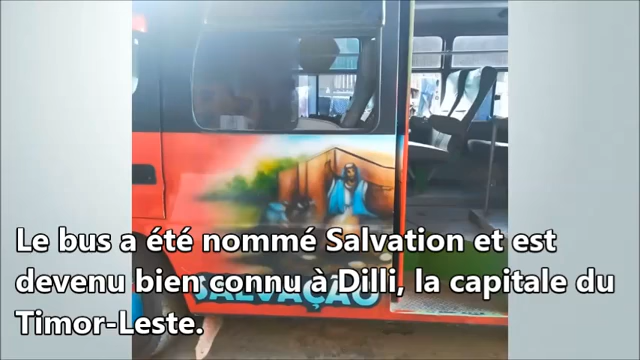 Le bus a été nommé Salvation et est
devenu bien connu à Dilli, la capitale du
Timor-Leste.
SALVAÇÃO